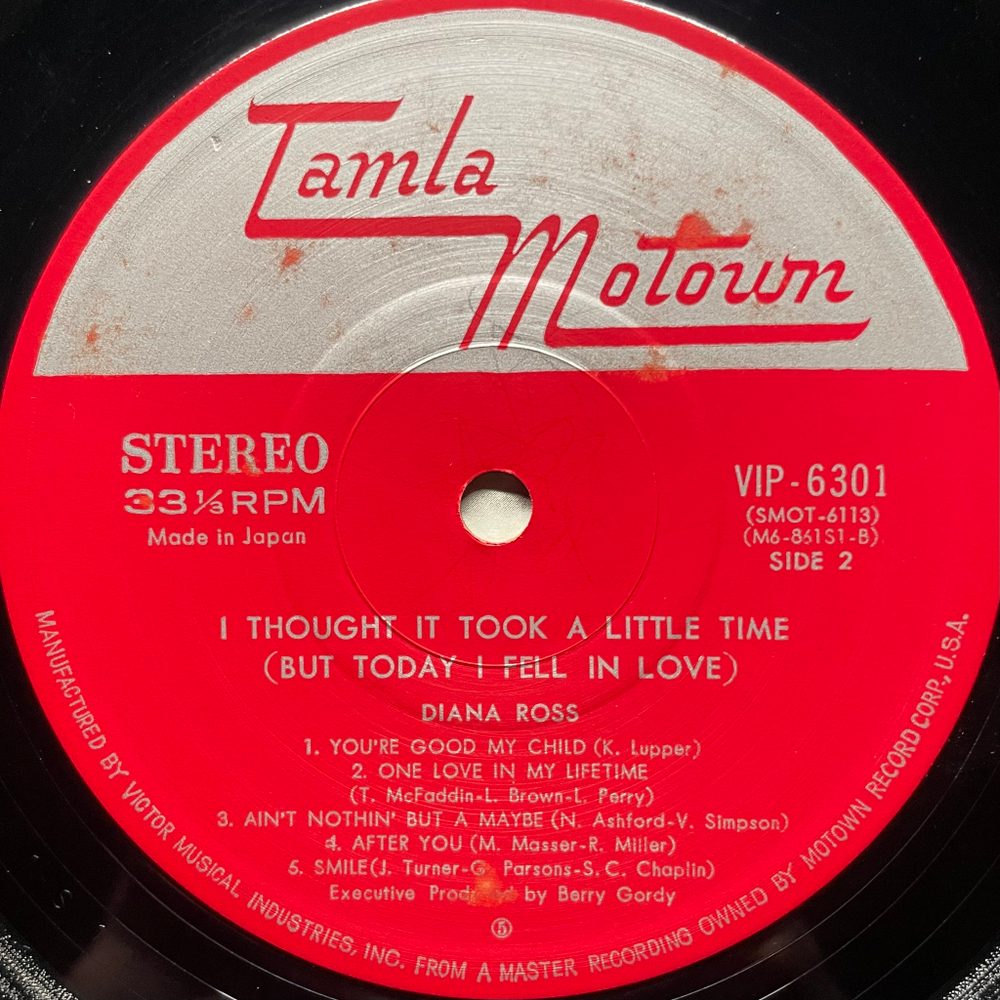 Tamla
Motown
STEREO
33⅓RPM
Made in Japan
VIP-6301
(SMOT-6113)
(M6-861S1-B)
SIDE 2
I THOUGHT IT TOOK A LITTLE TIME
(BUT TODAY I FELL IN LOVE)
DIANA ROSS
1. YOU'RE GOOD MY CHILD (K. Lupper)
2. ONE LOVE IN MY LIFETIME
(T. McFaddin-L. Brown-L. Perry)
3. AIN'T NOTHIN' BUT A MAYBE (N. Ashford-V. Simpson)
4. AFTER YOU (M. Masser-R. Miller)
5. SMILE(J. Turner-G. Parsons-S. C. Chaplin)
Executive by Berry Gordy
⑤
MANUFACTURED BY VICTOR MUSICAL INDUSTRIES, INC. FROM A MASTER RECORDING OWNED BY MOTOWN RECORD CORP., U.S.A.